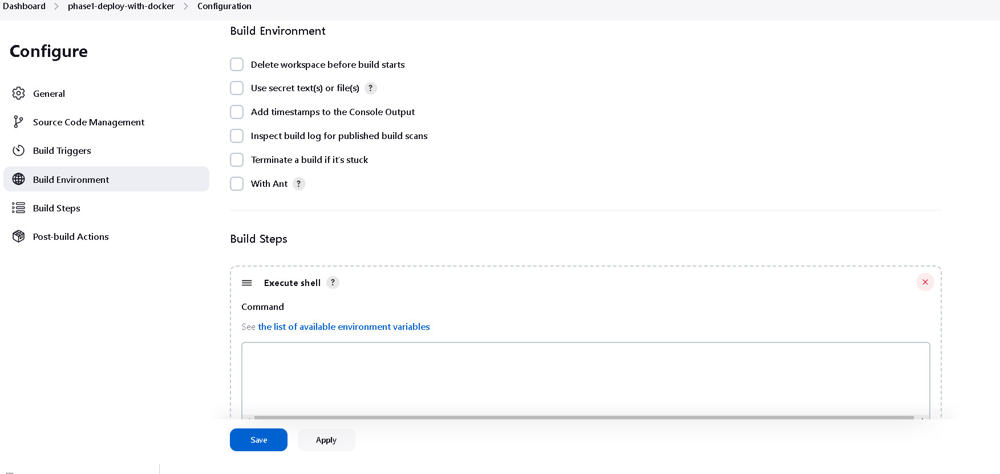 Dashboard > phase1-deploy-with-docker > Configuration
Configure
General
Source Code Management
Build Triggers
Build Environment
Build Steps
Post-build Actions
Build Environment
Delete workspace before build starts
Use secret text(s) or file(s) ?
Add timestamps to the Console Output
Inspect build log for published build scans
Terminate a build if it's stuck
With Ant ?
Build Steps
Execute shell ?
Command
See the list of available environment variables
Save
Apply